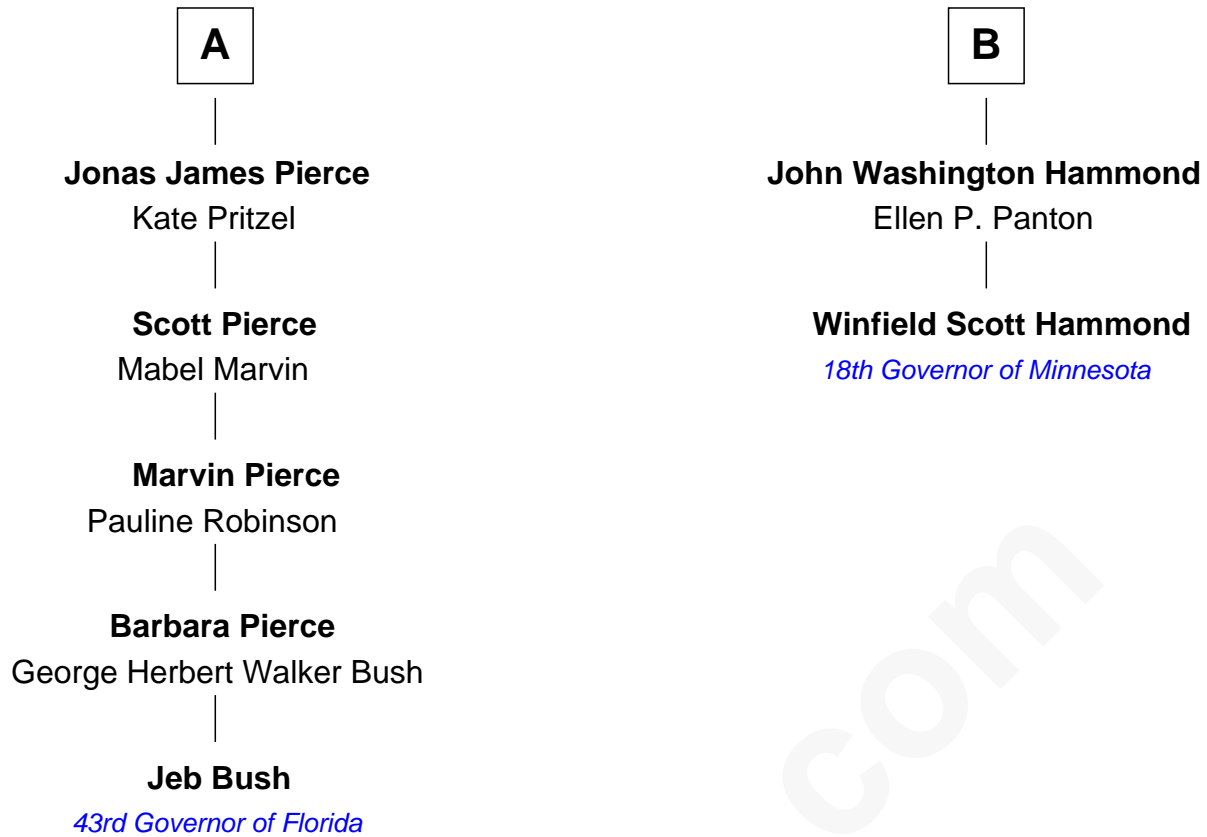 A
Jonas James Pierce
Kate Pritzel
Scott Pierce
Mabel Marvin
Marvin Pierce
Pauline Robinson
Barbara Pierce
George Herbert Walker Bush
Jeb Bush
43rd Governor of Florida
B
John Washington Hammond
Ellen P. Panton
Winfield Scott Hammond
18th Governor of Minnesota
com